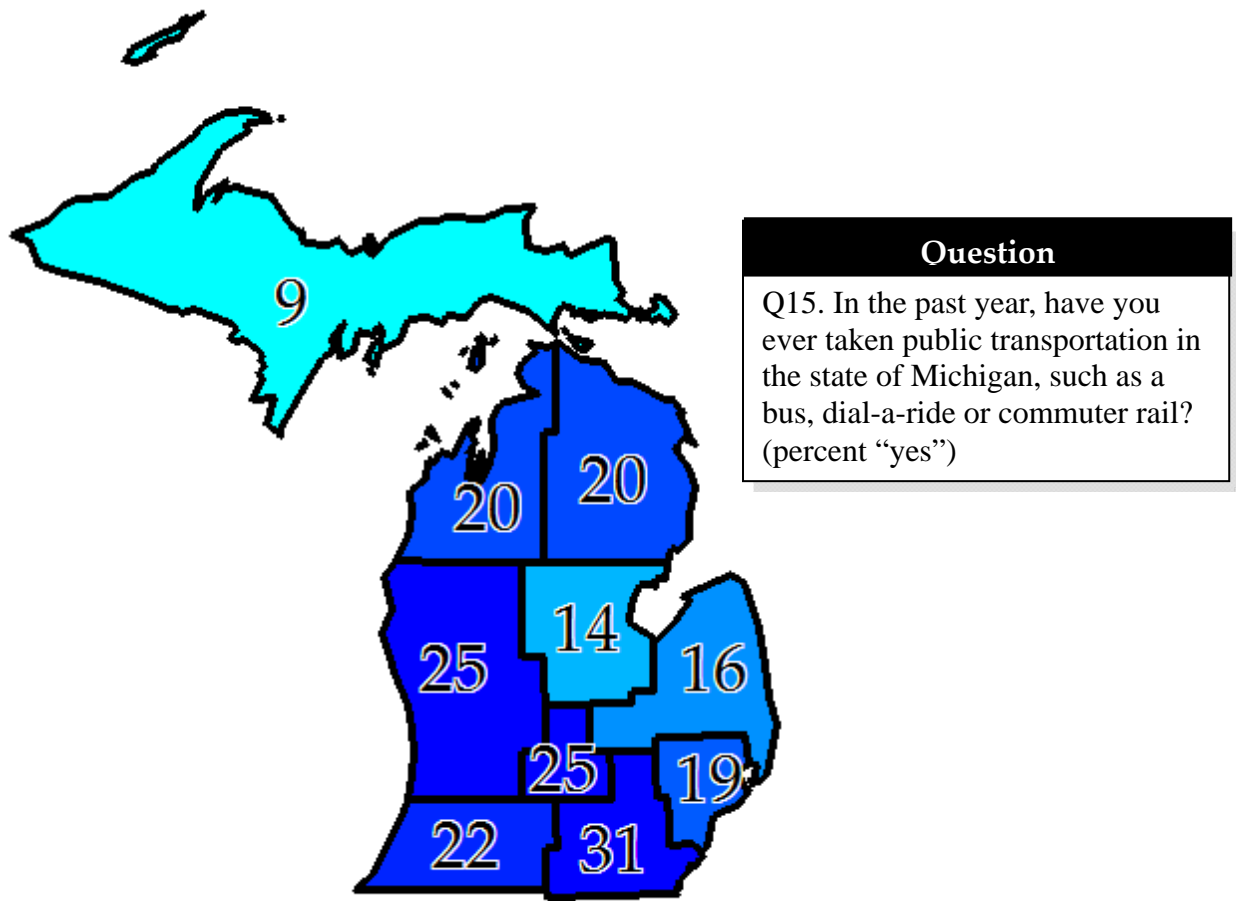 9
Ouestion
Q15. In the past year, have you
ever taken public transportation in
the state of Michigan, such as a
bus, dial-a-ride or commuter rail?
(percent “yes”)
20
20
14
25
16
25
19
22
31